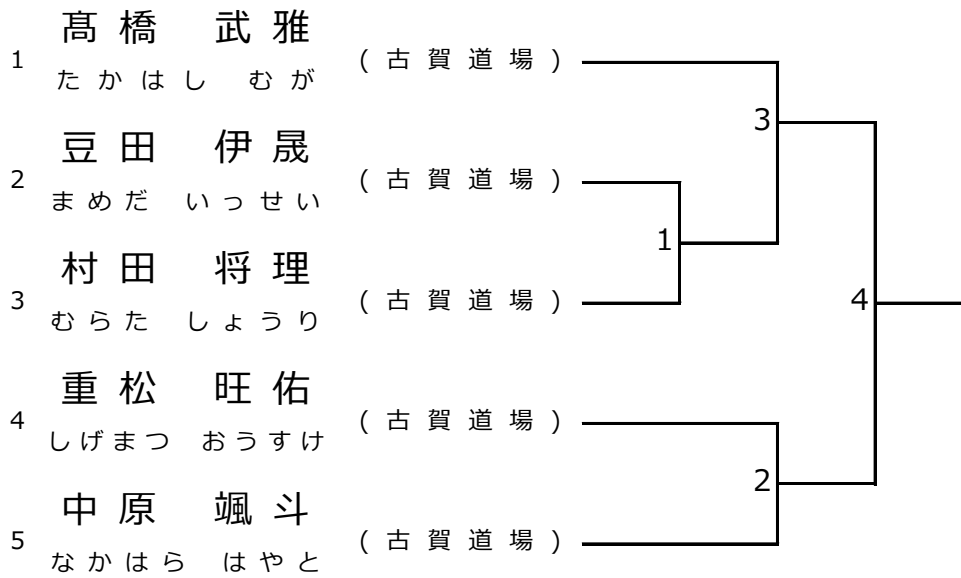 髙橋 武雅
1 たかはし むが (古賀道場)
3
豆田 伊晟
2 まめだ いっせい (古賀道場)
1
村田 将理
3 むらた しょうり (古賀道場)
4
重松 旺佑
4 しげまつ おうすけ (古賀道場)
2
中原 颯斗
5 なかはら はやと (古賀道場)